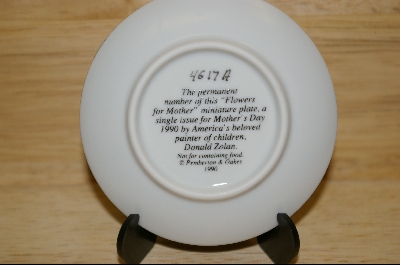 4617A
The permanent
number of this "Flowers
for Mother" miniature plate, a
single issue for Mother's Day
1990 by America's beloved
painter of children,
Donald Zolan.
Not for containing food.
© Pemberton & Oakes
1990